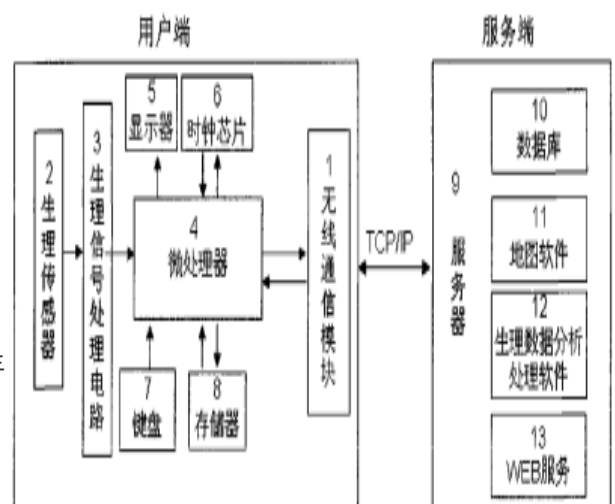 用户端
服务端
2
生理传感器
3
生理信号处理电路
5
显示器
6
时钟芯片
4
微处理器
7
键盘
8
存储器
1
无线通信模块
TCP/IP
9
服务器
10
数据库
11
地图软件
12
生理数据分析
处理软件
13
WEB服务